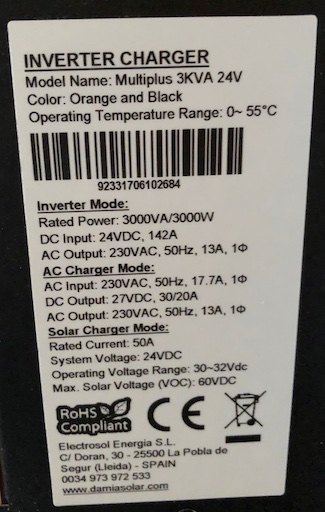 INVERTER CHARGER
Model Name: Multiplus 3KVA 24V
Color: Orange and Black
Operating Temperature Range: 0~ 55°C
92331706102684
Inverter Mode:
Rated Power: 3000VA/3000W
DC Input: 24VDC, 142A
AC Output: 230VAC, 50Hz, 13A, 1Φ
AC Charger Mode:
AC Input: 230VAC, 50Hz, 17.7A, 1Φ
DC Output: 27VDC, 30/20A
AC Output: 230VAC, 50Hz, 13A, 1Φ
Solar Charger Mode:
Rated Current: 50A
System Voltage: 24VDC
Operating Voltage Range: 30~32Vdc
Max. Solar Voltage (VOC): 60VDC
RoHS
Compliant
CE
Electrosol Energia S.L.
C/ Doran, 30 - 25500 La Pobla de
Segur (Lleida) - SPAIN
0034 973 972 533
www.damiasolar.com